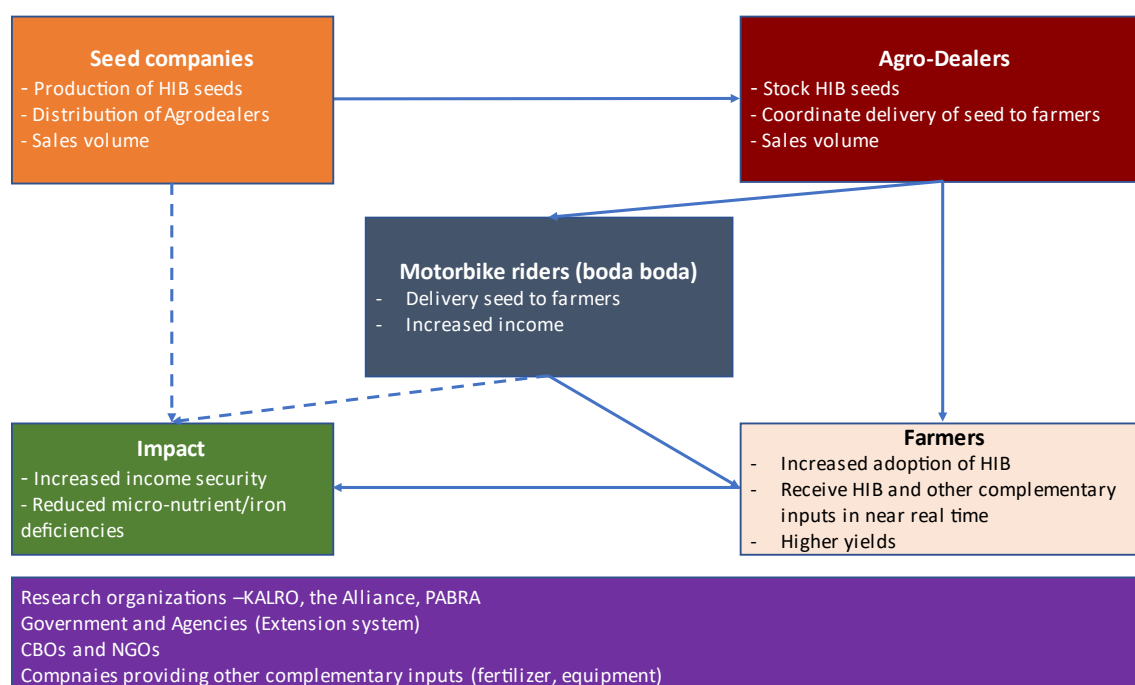 Seed companies
- Production of HIB seeds
- Distribution of Agrodealers
- Sales volume
Agro-Dealers
- Stock HIB seeds
- Coordinate delivery of seed to farmers
- Sales volume
Motorbike riders (boda boda)
- Delivery seed to farmers
- Increased income
Impact
- Increased income security
- Reduced micro-nutrient/iron
deficiencies
Farmers
- Increased adoption of HIB
- Receive HIB and other complementary
inputs in near real time
- Higher yields
Research organizations –KALRO, the Alliance, PABRA
Government and Agencies (Extension system)
CBOs and NGOs
Compnaies providing other complementary inputs (fertilizer, equipment)